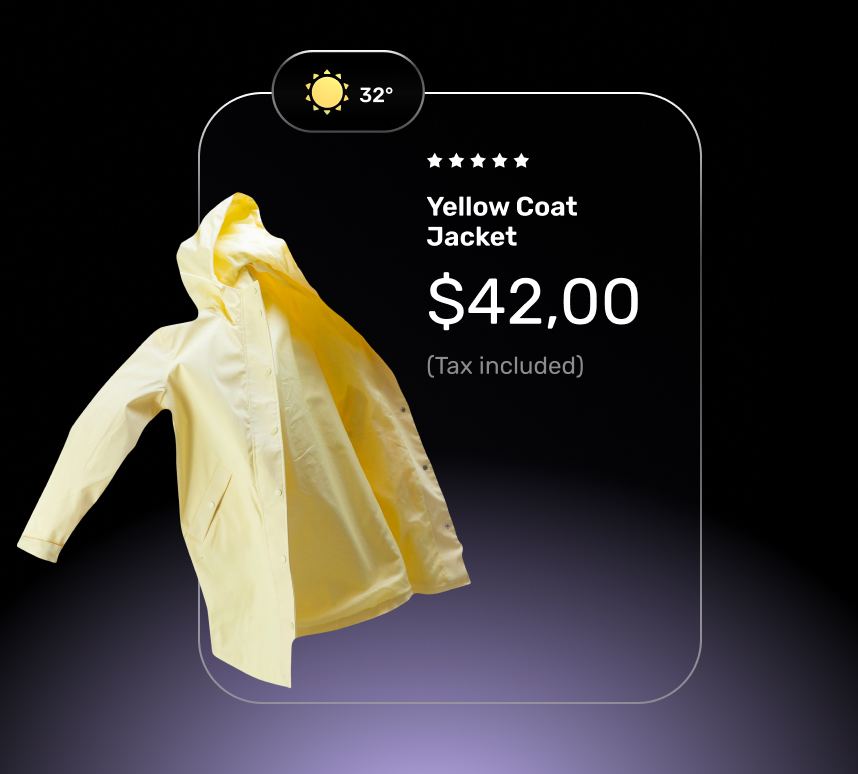 32°
Yellow Coat
Jacket
$42,00
(Tax included)